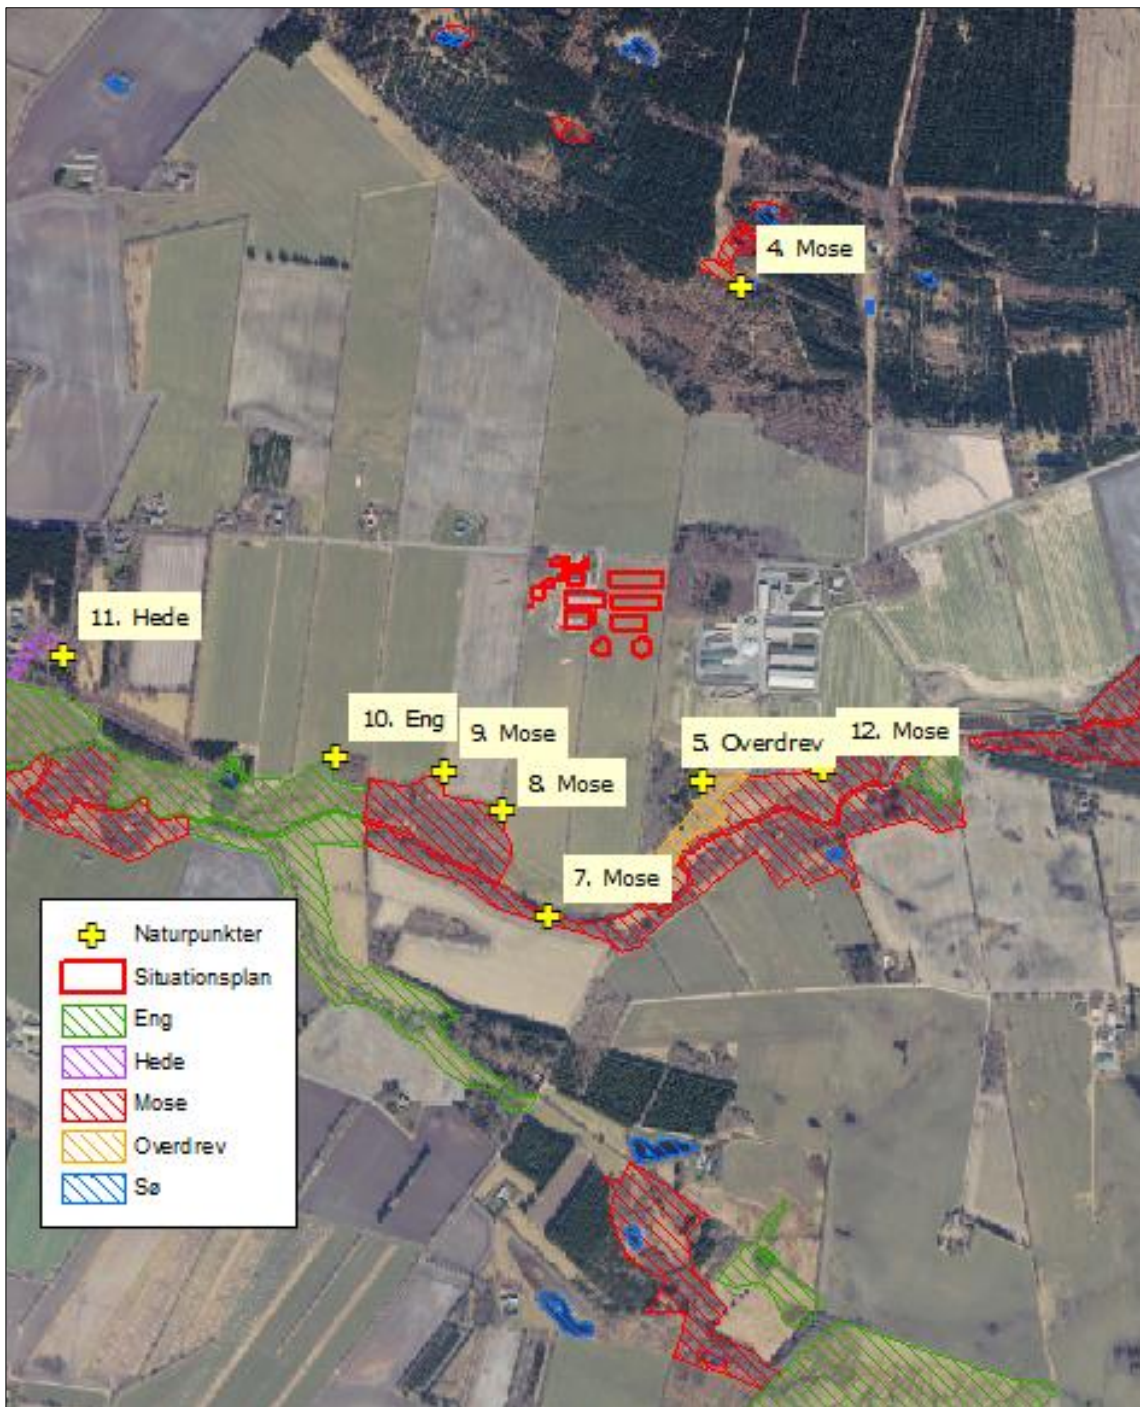 4. Mose
11. Hede
10. Eng
9. Mose
5. Overdrev
12. Mose
8. Mose
7. Mose
Naturpunkter
Situationsplan
Eng
Hede
Mose
Overdrev
Sø